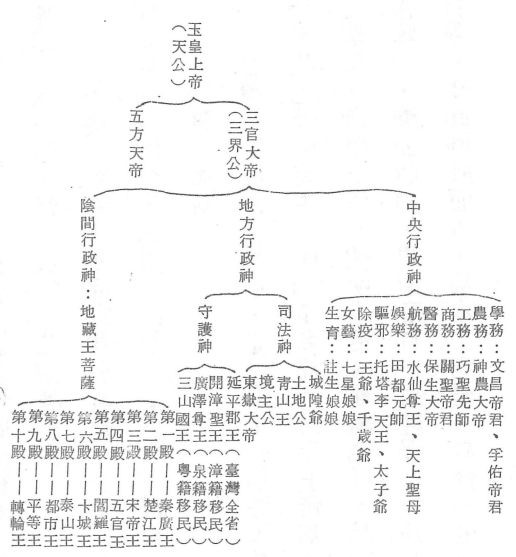 玉皇上帝
(天公)
三官大帝
(三界公)
五方天帝
中央行政神
學務:文昌帝君、孚佑帝君
農務:神農大帝
工務:巧聖先師
商務:關聖帝君
醫務:保生大帝
航務:水仙尊王、天上聖母
娛樂:田都元帥
驅邪:托塔李天王、太子爺
除疫:王爺、千歲爺
女藝:七星娘娘
生育:註生娘娘
地方行政神
司法神
城隍爺
土地公
青山王
境主公
東嶽大帝
守護神
延平郡王(臺灣全省)
開漳聖王(漳籍移民)
廣澤尊王(泉籍移民)
三山國王(粵籍移民)
陰間行政神:地藏王菩薩
第一殿——秦廣王
第二殿——楚江王
第三殿——宋帝王
第四殿——五官王
第五殿——閻羅王
第六殿——卞城王
第七殿——泰山王
第八殿——都市王
第九殿——平等王
第十殿——轉輪王